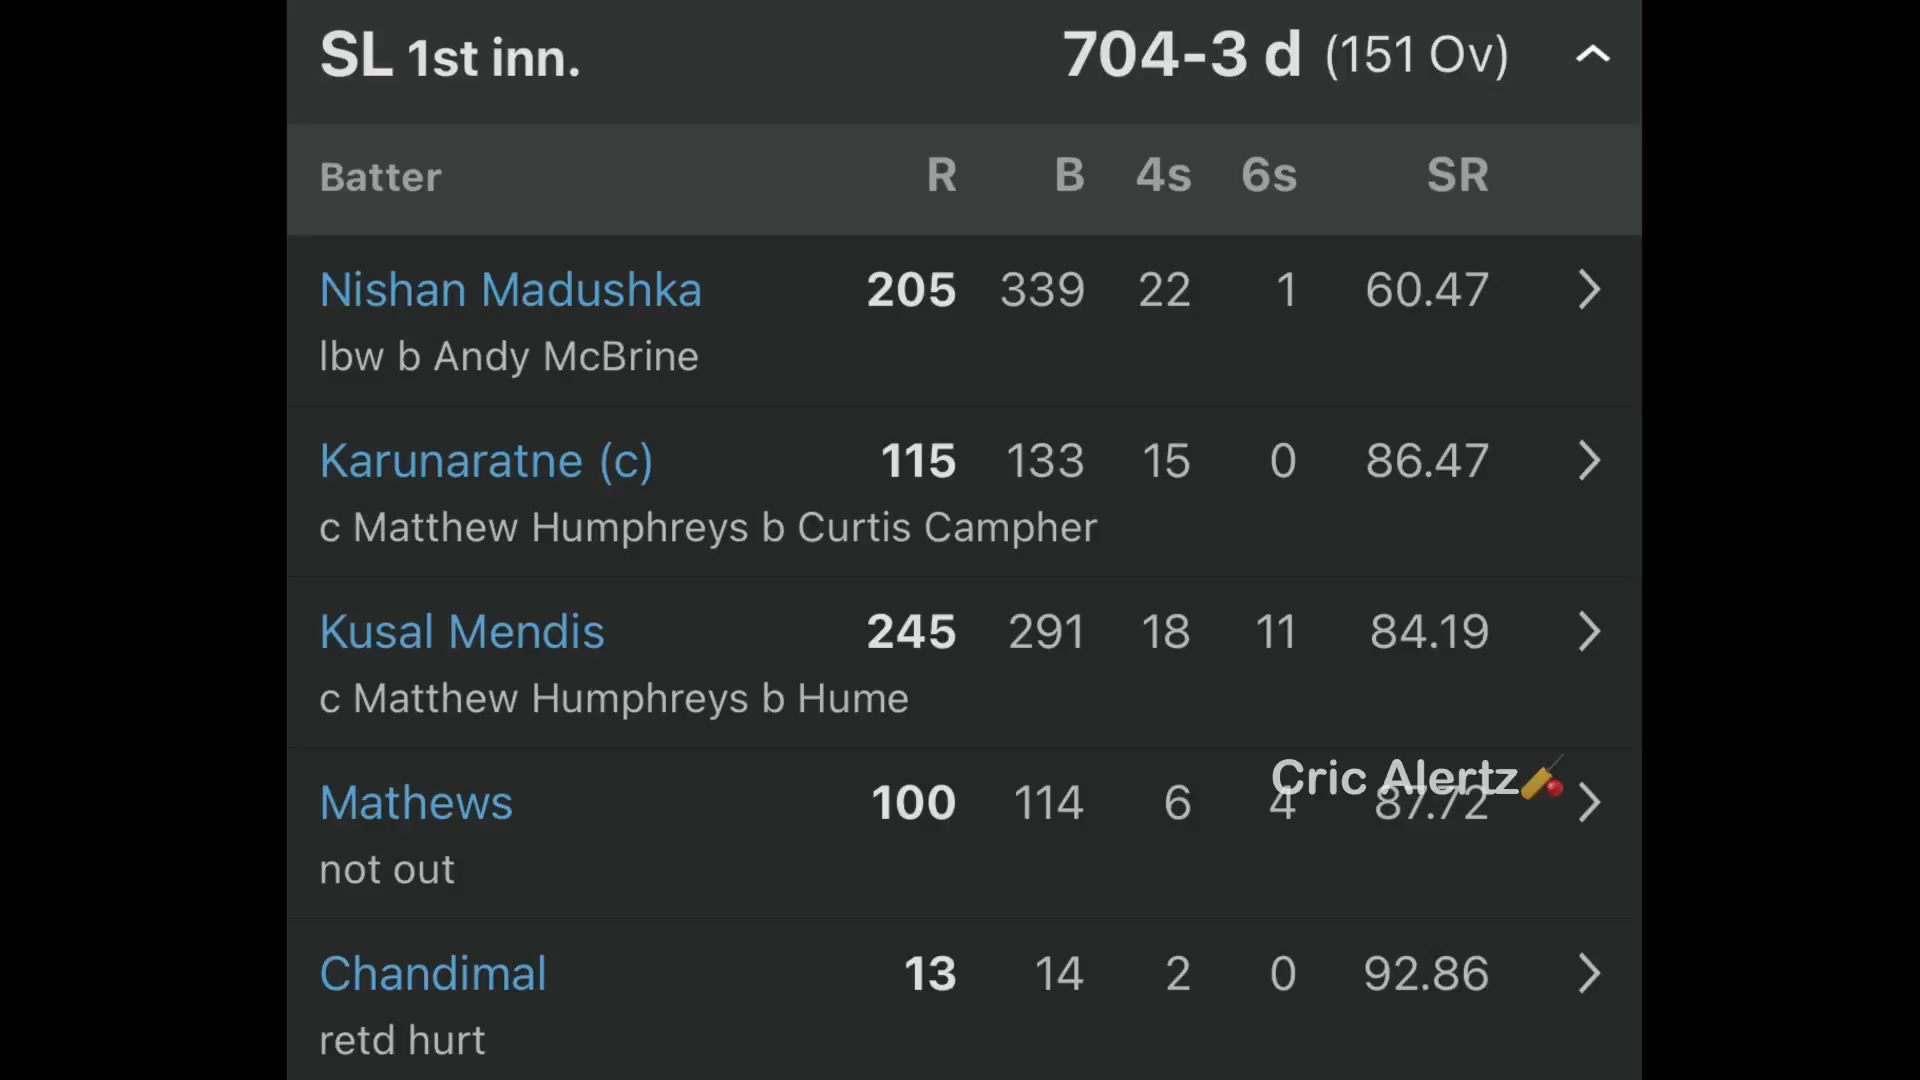 SL 1st inn. 704-3 d (151 Ov)
Batter R B 4s 6s SR
Nishan Madushka 205 339 22 1 60.47
lbw b Andy McBrine
Karunaratne (c) 115 133 15 0 86.47
c Matthew Humphreys b Curtis Campher
Kusal Mendis 245 291 18 11 84.19
c Matthew Humphreys b Hume
Cric Alertz
Mathews 100 114 6 4 87.72
not out
Chandimal 13 14 2 0 92.86
retd hurt